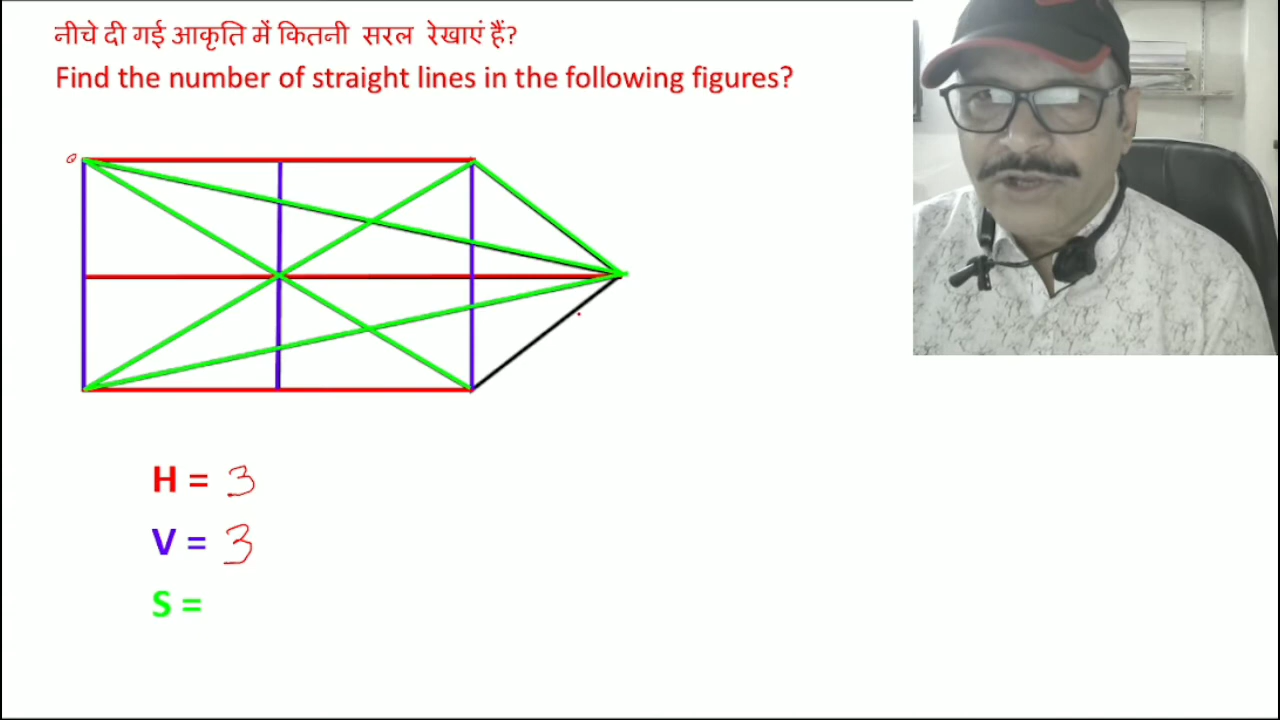 नीचे दी गई आकृति में कितनी सरल रेखाएं हैं?
Find the number of straight lines in the following figures?
H = 3
V = 3
S =